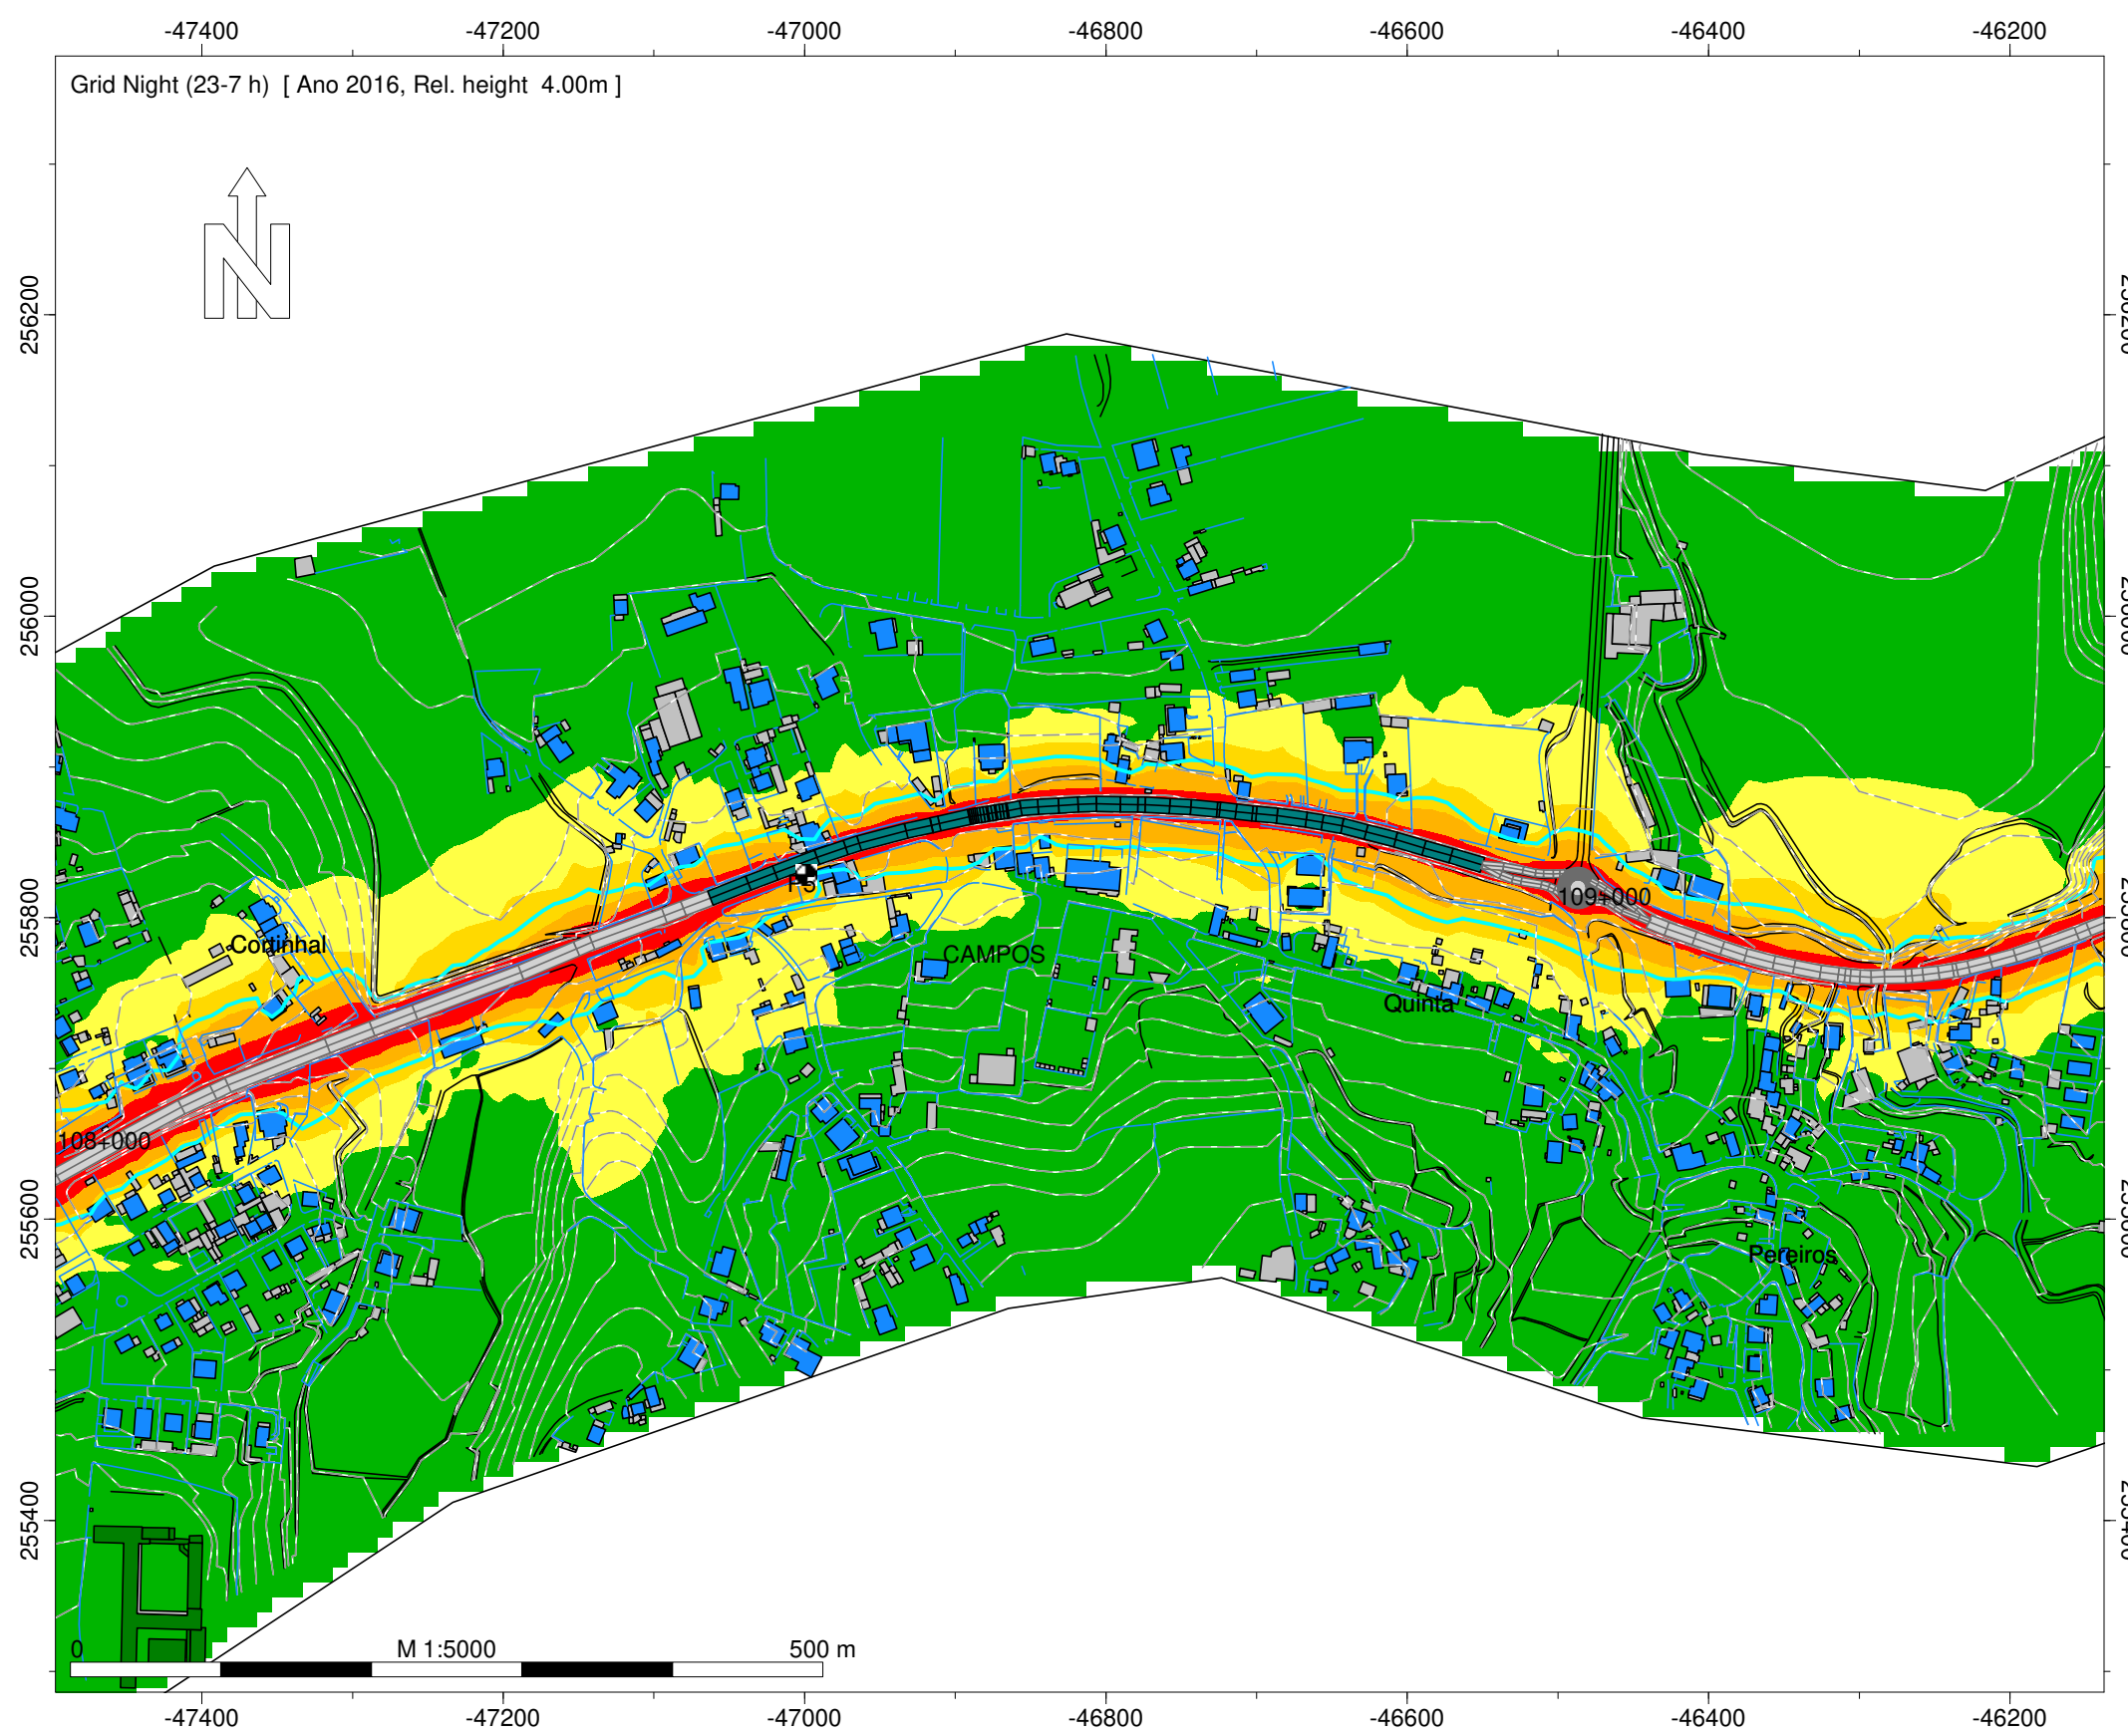 -47400 -47200 -47000 -46800 -46600 -46400 -46200
Grid Night (23-7 h) [ Ano 2016, Rel. height 4.00m ]
N
256200
256000
255800
255600
255400
Cortinhal
109+000
CAMPOS
Quinta
108+000
Pereiros
0 M 1:5000 500 m
-47400 -47200 -47000 -46800 -46600 -46400 -46200